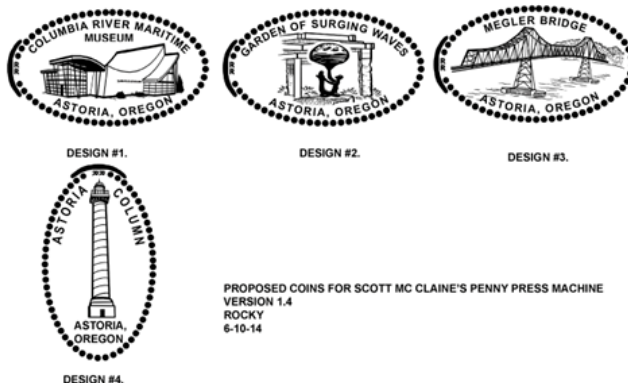 COLUMBIA RIVER MARITIME
MUSEUM
ASTORIA, OREGON
DESIGN #1.
GARDEN OF SURGING WAVES
ASTORIA, OREGON
DESIGN #2.
MEGLER BRIDGE
ASTORIA, OREGON
DESIGN #3.
ASTORIA COLUMN
ASTORIA,
OREGON
DESIGN #4.
PROPOSED COINS FOR SCOTT MC CLAINE'S PENNY PRESS MACHINE
VERSION 1.4
ROCKY
6-10-14